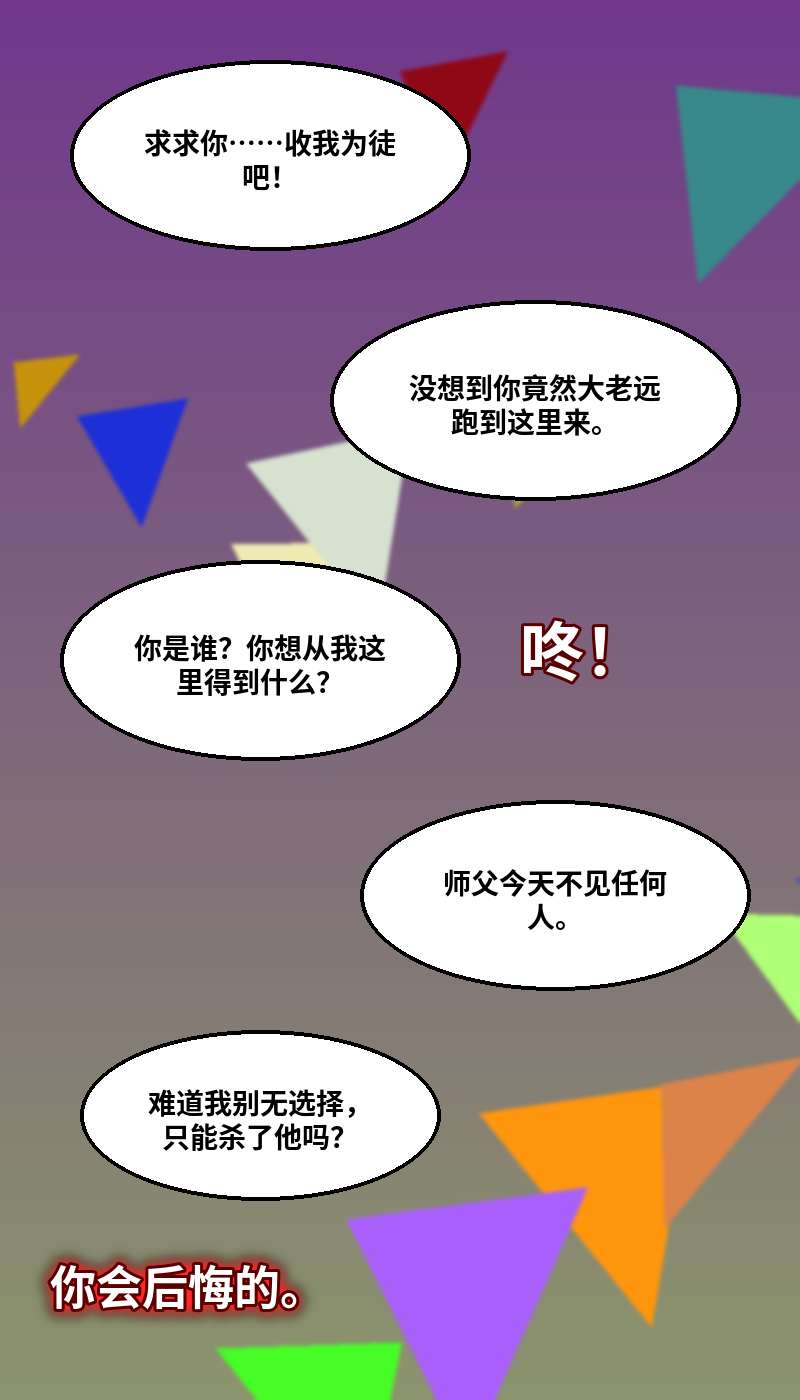 求求你……收我为徒
吧!
没想到你竟然大老远
跑到这里来。
你是谁？你想从我这
里得到什么？
咚!
师父今天不见任何
人。
难道我别无选择，
只能杀了他吗？
你会后悔的。